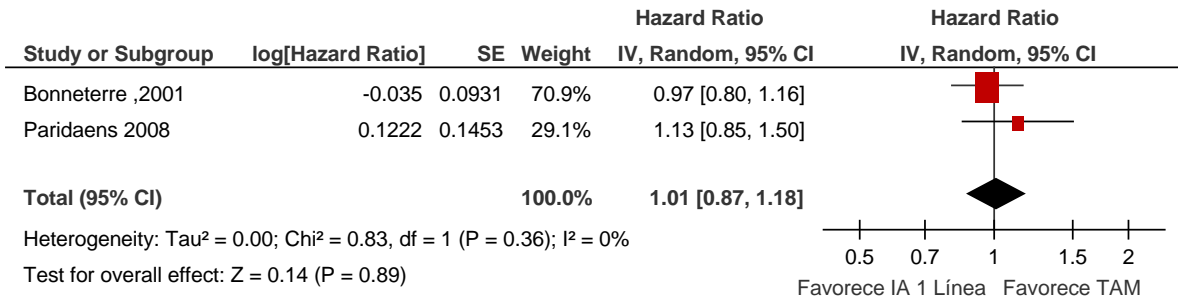 Hazard Ratio Hazard Ratio
Study or Subgroup log[Hazard Ratio] SE Weight IV, Random, 95% CI IV, Random, 95% CI
Bonneterre ,2001 -0.035 0.0931 70.9% 0.97 [0.80, 1.16]
Paridaens 2008 0.1222 0.1453 29.1% 1.13 [0.85, 1.50]
Total (95% CI) 100.0% 1.01 [0.87, 1.18]
Heterogeneity: Tau² = 0.00; Chi² = 0.83, df = 1 (P = 0.36); I² = 0%
Test for overall effect: Z = 0.14 (P = 0.89)
0.5 0.7 1 1.5 2
Favorece IA 1 Línea Favorece TAM